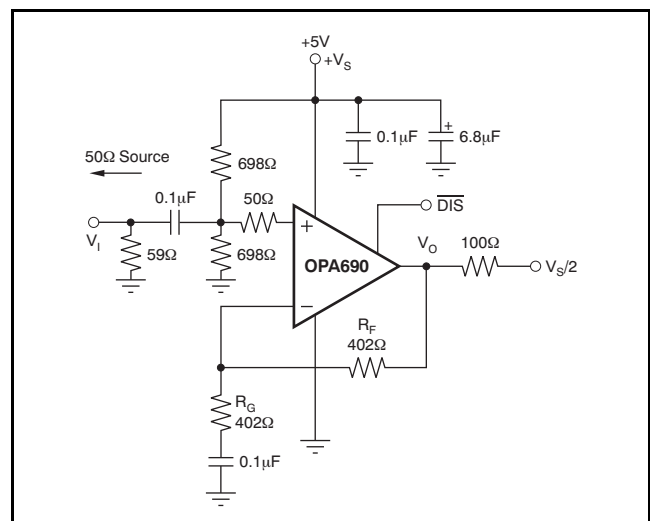 +5V
+V_S
0.1µF
6.8µF
+
50Ω Source
698Ω
0.1µF
50Ω
DIS
V_I
59Ω
698Ω
+
OPA690
−
V_O
100Ω
V_S/2
R_F
402Ω
R_G
402Ω
0.1µF